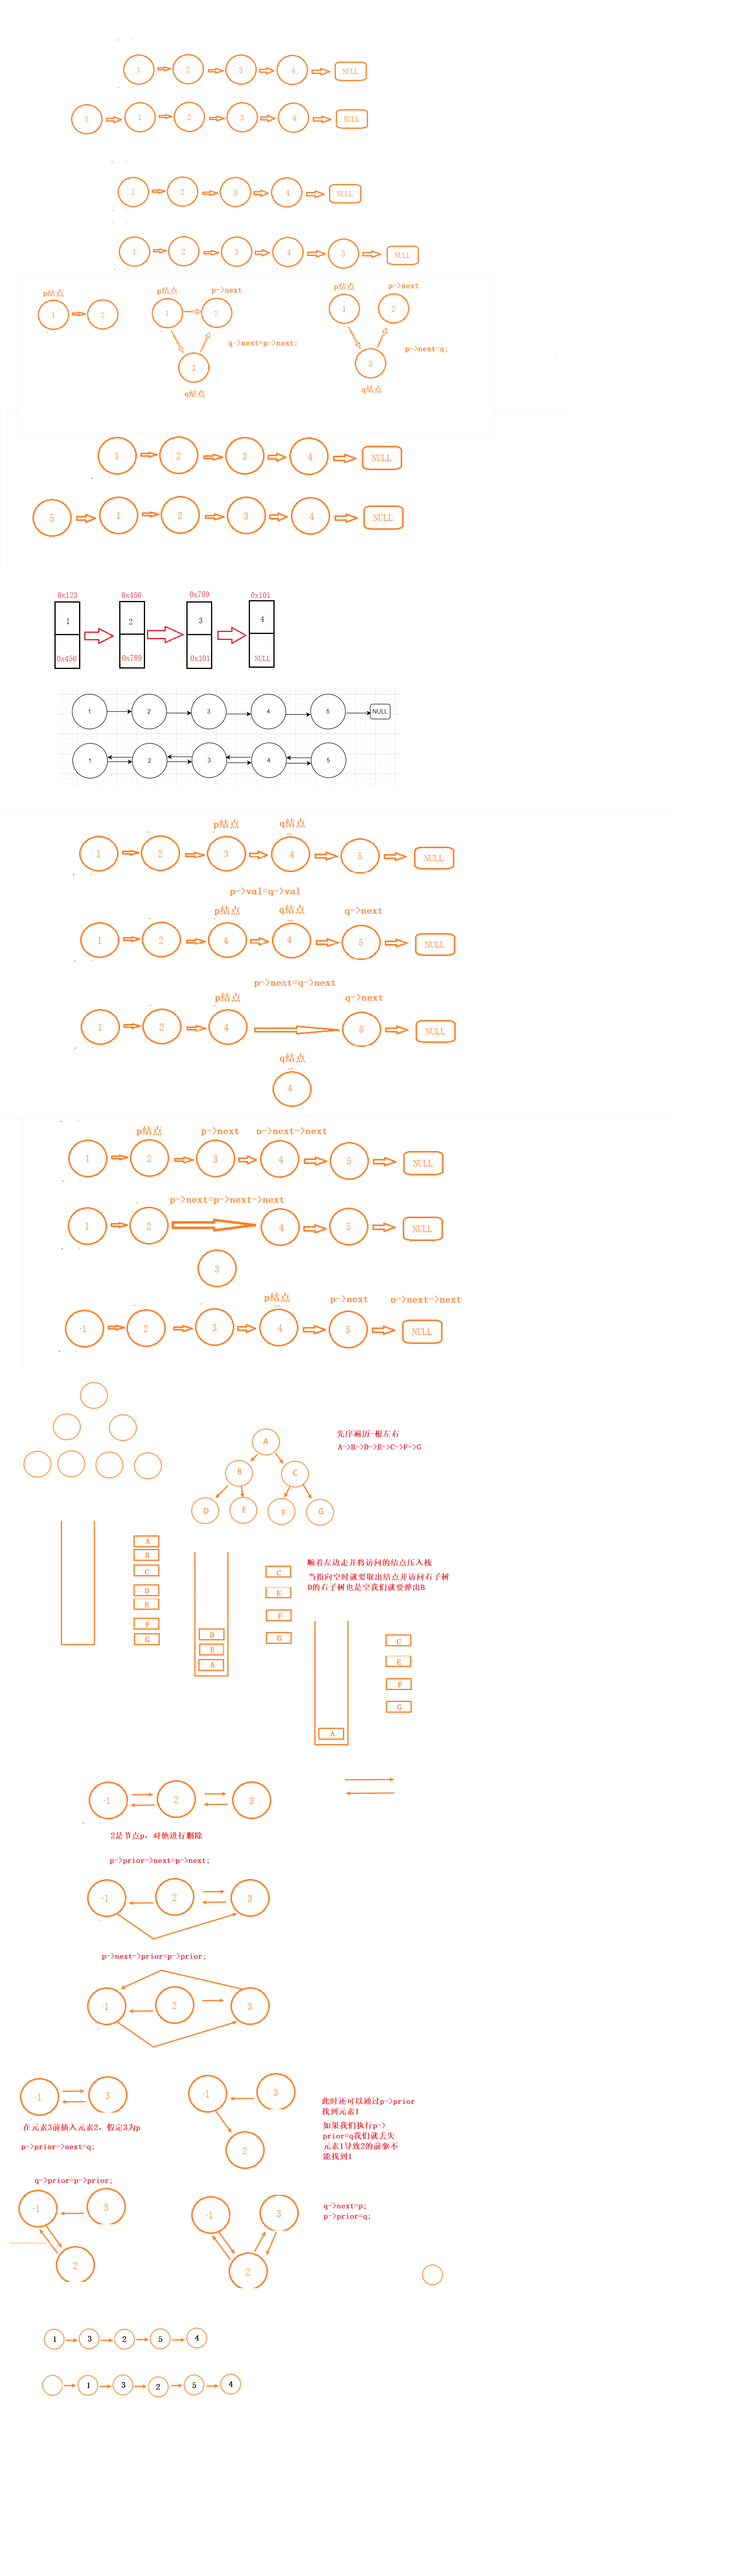 1 2 3 4 NULL
5 1 2 3 4 NULL
1 2 3 4 NULL
1 2 3 4 5 NULL
p结点 p结点 p->next p结点 p->next
1 2 1 2 1 2
q->next=p->next; p->next=q;
3 3
q结点 q结点
1 2 3 4 NULL
5 1 2 3 4 NULL
0x123 0x456 0x789 0x101
1 2 3 4
0x456 0x789 0x101 NULL
1 2 3 4 5 NULL
1 2 3 4 5
p结点 q结点
1 2 3 4 5 NULL
p->val=q->val
p结点 q结点 q->next
1 2 4 4 5 NULL
p->nest=q->next
p结点 q->next
1 2 4 5 NULL
q结点
4
p结点 p->next p->next->next
1 2 3 4 5 NULL
p->next=p->next->next
1 2 4 5 NULL
3
p结点 p->next p->next->next
1 2 3 4 5 NULL
先序遍历-根左右
A->B->D->E->C->F->G
A
B C
D E F G
A
B
C
D
E
F
G
顺着左边走并将访问的结点压入栈
当指向空时就要取出结点并访问右子树
D的右子树也是空我们就要弹出B
D
B
A
C
E
F
G
A
C
E
F
G
1 2 3
2是节点p，对他进行删除
p->prior->next=p->next;
1 2 3
p->next->prior=p->prior;
1 2 3
1 3
在元素3前插入元素2，假定3为p
p->prior->next=q;
1 3
2
此时还可以通过p->prior
找到元素1
如果我们执行p->
prior=q我们就丢失
元素1导致2的前驱不
能找到1
q->prior=p->prior;
1 3
2
1 3
2
q->next=p;
p->prior=q;
1 3 2 5 4
1 3 2 5 4